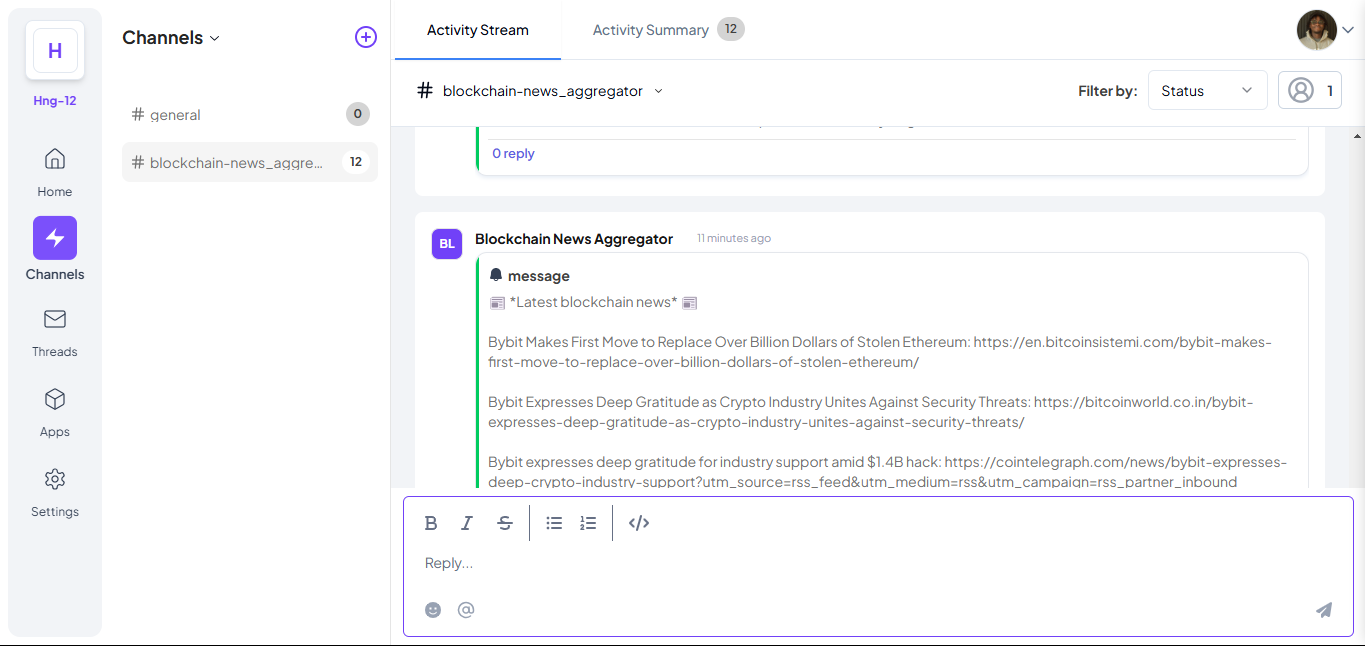 H
Hng-12
Home
Channels
Threads
Apps
Settings
Channels
# general 0
# blockchain-news_aggre... 12
Activity Stream
Activity Summary 12
# blockchain-news_aggregator
Filter by:
Status
1
0 reply
BL
Blockchain News Aggregator 11 minutes ago
message
*Latest blockchain news*
Bybit Makes First Move to Replace Over Billion Dollars of Stolen Ethereum: https://en.bitcoinsistemi.com/bybit-makes-
first-move-to-replace-over-billion-dollars-of-stolen-ethereum/
Bybit Expresses Deep Gratitude as Crypto Industry Unites Against Security Threats: https://bitcoinworld.co.in/bybit-
expresses-deep-gratitude-as-crypto-industry-unites-against-security-threats/
Bybit expresses deep gratitude for industry support amid $1.4B hack: https://cointelegraph.com/news/bybit-expresses-
deep-crypto-industry-support?utm_source=rss_feed&utm_medium=rss&utm_campaign=rss_partner_inbound
B I S </>
Reply...
@